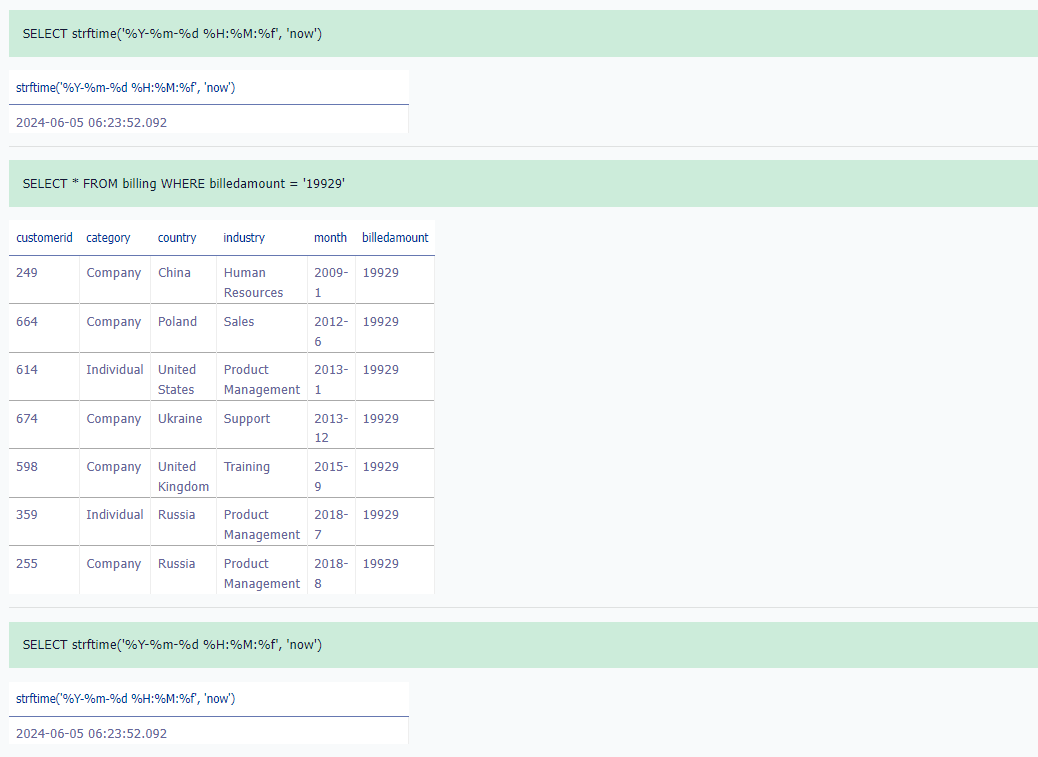 SELECT strftime('%Y-%m-%d %H:%M:%f', 'now')
strftime('%Y-%m-%d %H:%M:%f', 'now')
2024-06-05 06:23:52.092
SELECT * FROM billing WHERE billedamount = '19929'
customerid category country industry month billedamount
249 Company China Human 2009- 19929
Resources 1
664 Company Poland Sales 2012- 19929
6
614 Individual United Product 2013- 19929
States Management 1
674 Company Ukraine Support 2013- 19929
12
598 Company United Training 2015- 19929
Kingdom 9
359 Individual Russia Product 2018- 19929
Management 7
255 Company Russia Product 2018- 19929
Management 8
SELECT strftime('%Y-%m-%d %H:%M:%f', 'now')
strftime('%Y-%m-%d %H:%M:%f', 'now')
2024-06-05 06:23:52.092